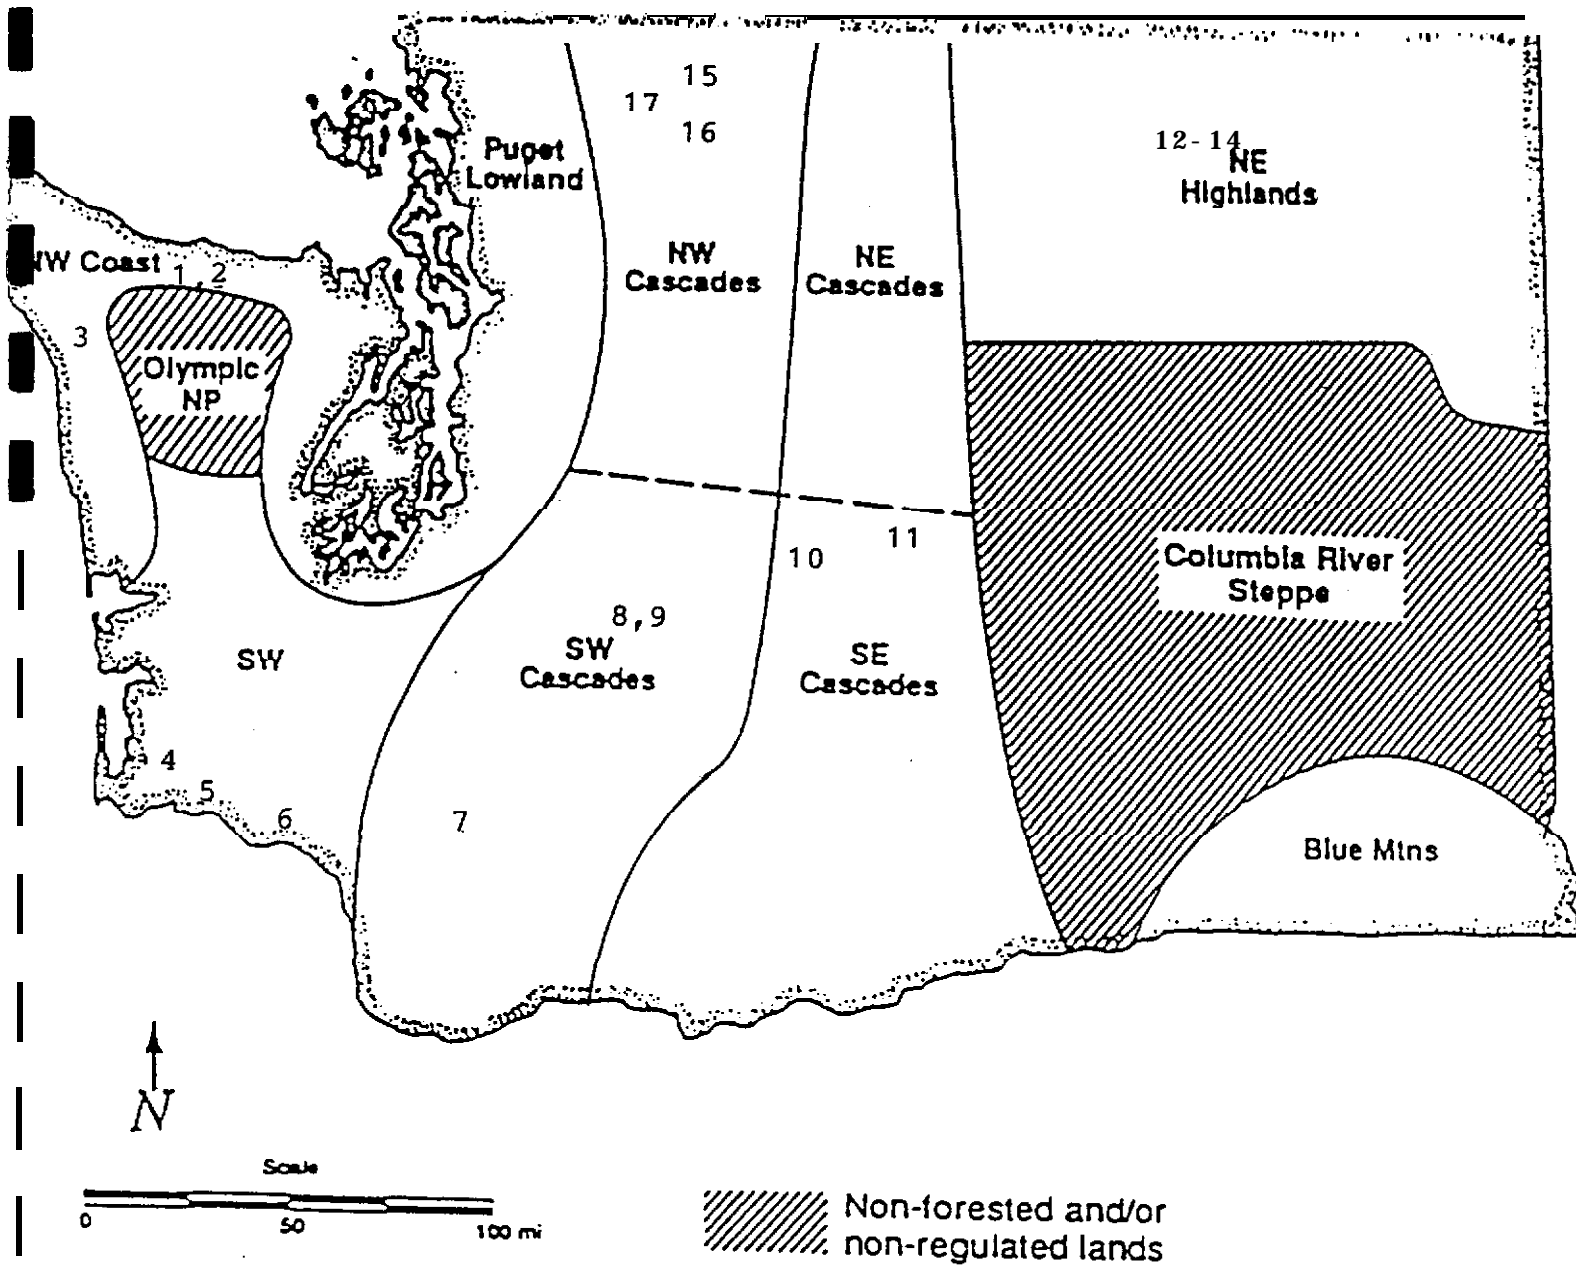 15
17
16
12-14
Puget
Lowland
NE
Highlands
NW Coast
1,2
NW
Cascades
NE
Cascades
3
Olympic
NP
10
11
Columbia River
Steppe
8,9
SW
SW
Cascades
SE
Cascades
4
5
6
7
Blue Mtns
N
Scale
0
50
100 mi
Non-forested and/or
non-regulated lands